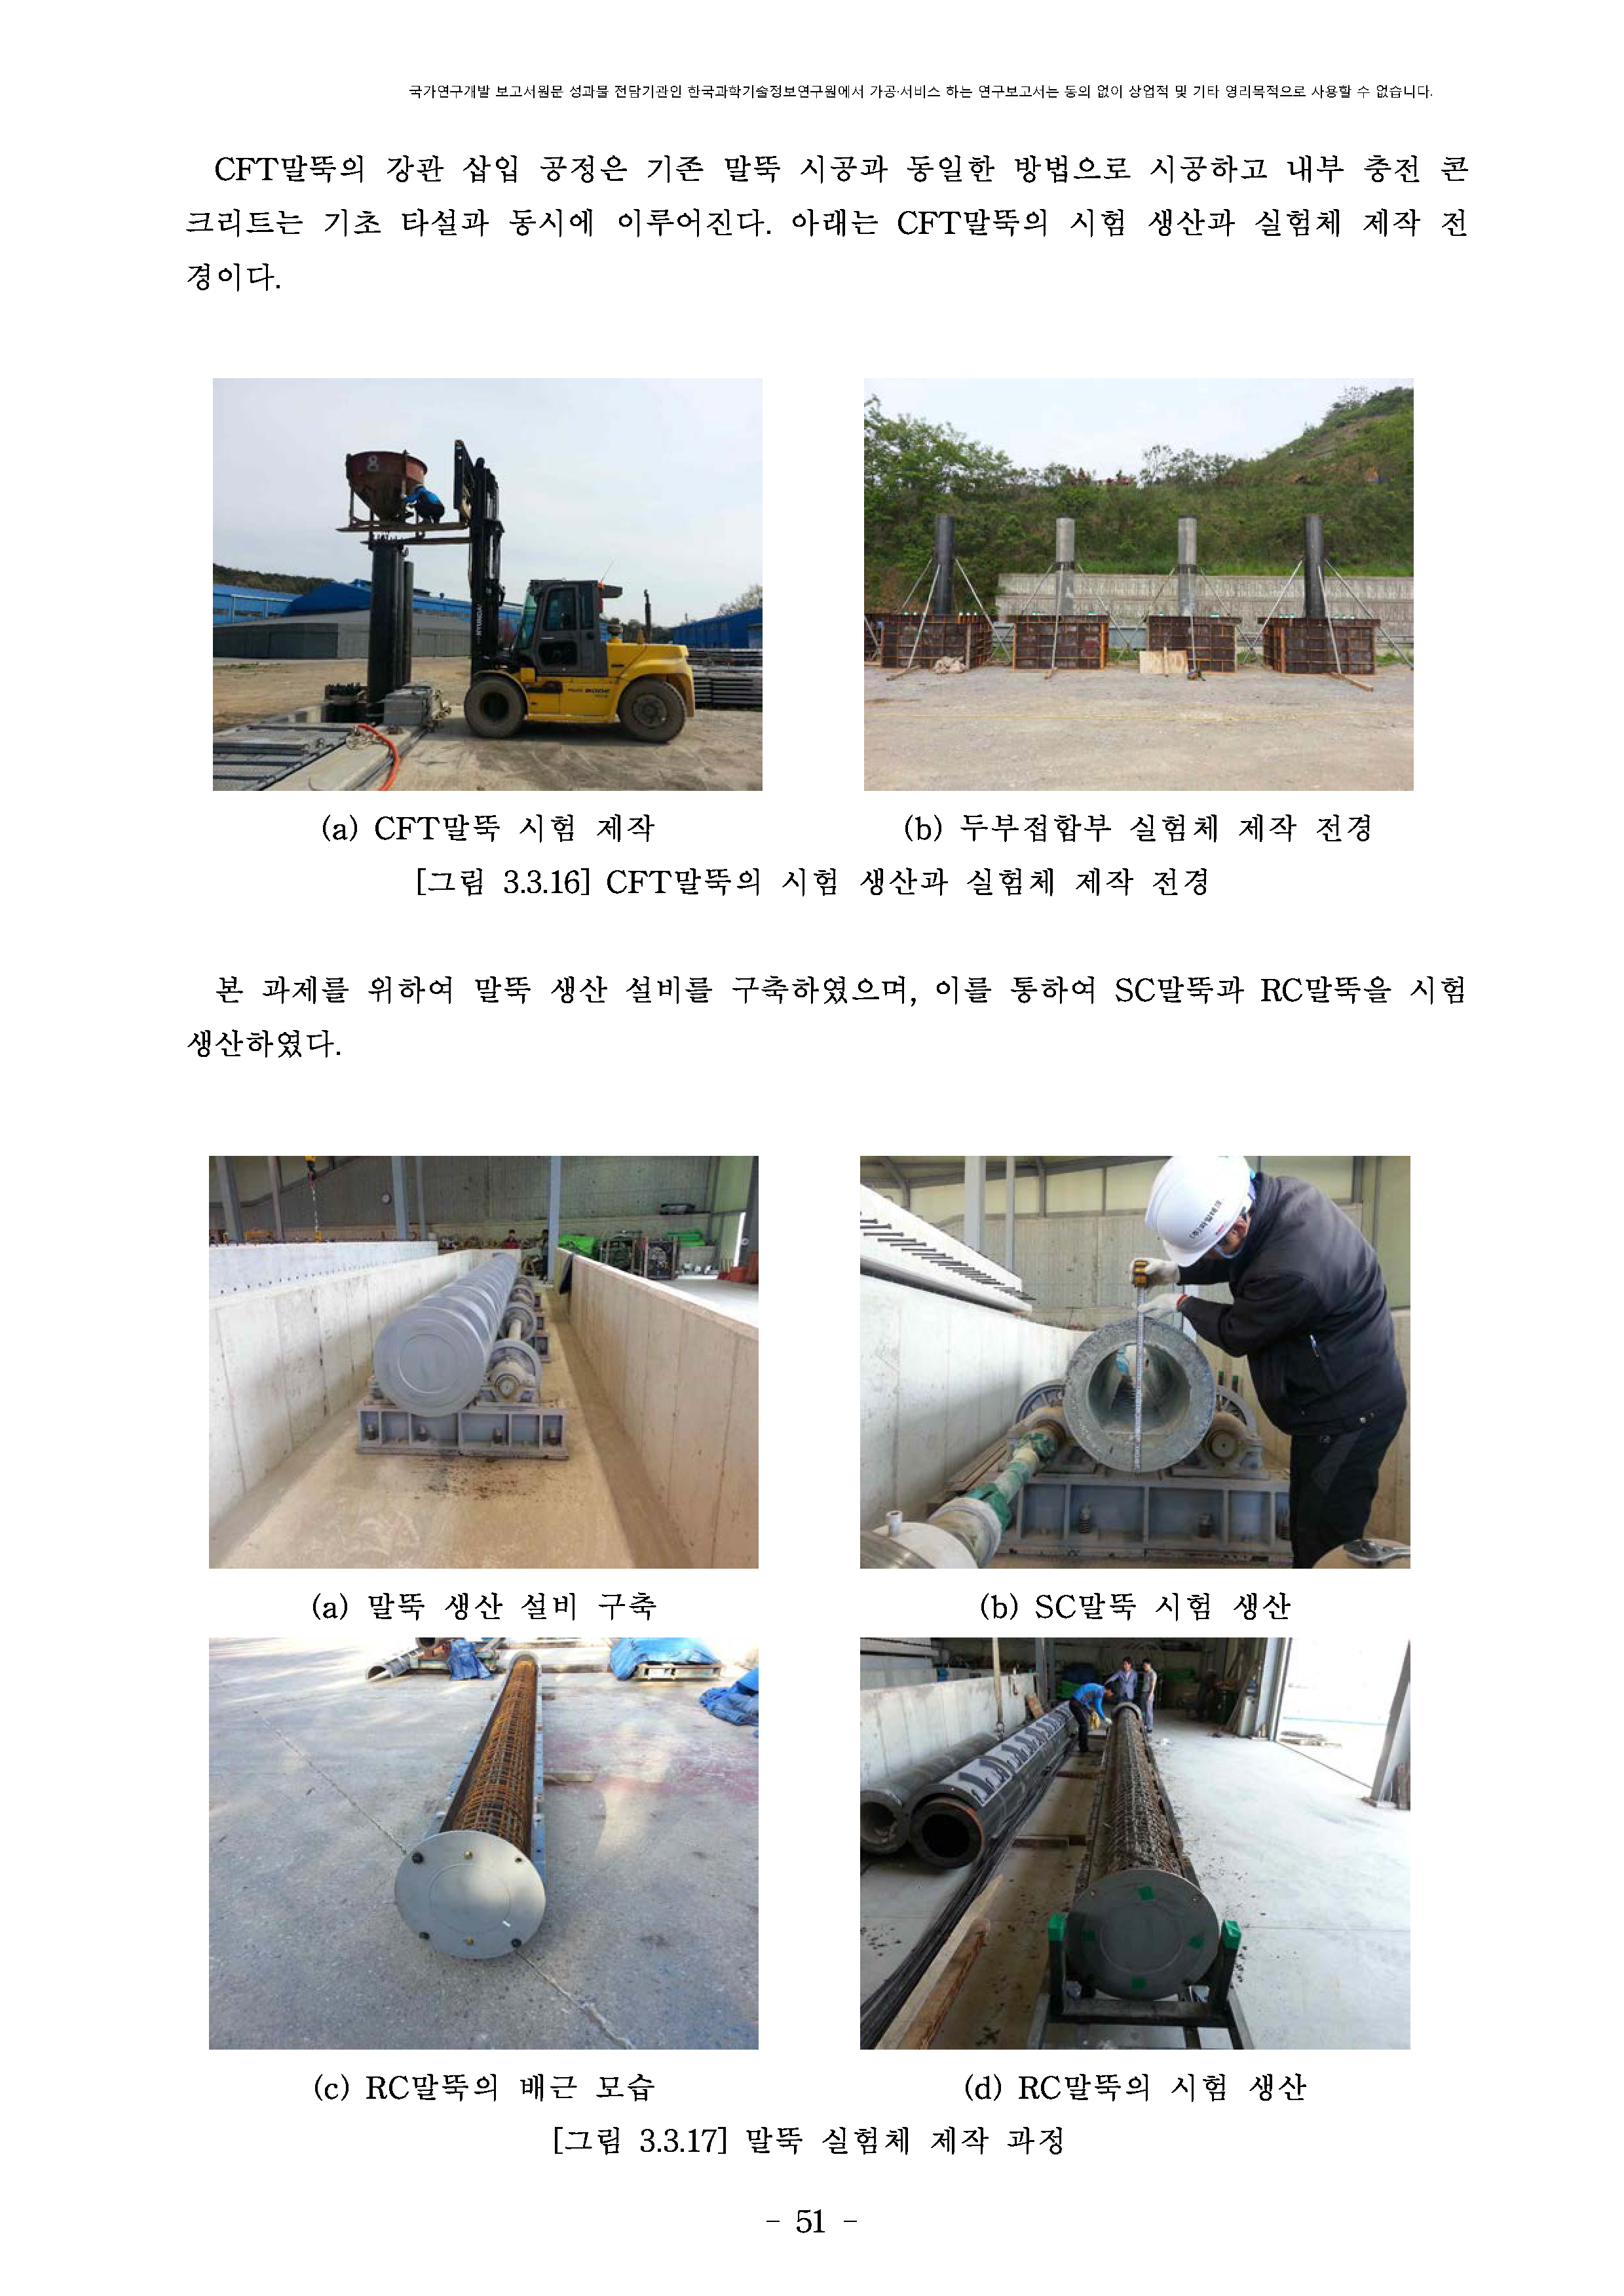 국가연구개발 보고서원문 성과물 전담기관인 한국과학기술정보연구원에서 가공·서비스 하는 연구보고서는 동의 없이 상업적 및 기타 영리목적으로 사용할 수 없습니다.
CFT말뚝의 강관 삽입 공정은 기존 말뚝 시공과 동일한 방법으로 시공하고 내부 충전 콘
크리트는 기초 타설과 동시에 이루어진다. 아래는 CFT말뚝의 시험 생산과 실험체 제작 전
경이다.
8
HYUNDAI
(a) CFT말뚝 시험 제작
(b) 두부접합부 실험체 제작 전경
[그림 3.3.16] CFT말뚝의 시험 생산과 실험체 제작 전경
본 과제를 위하여 말뚝 생산 설비를 구축하였으며, 이를 통하여 SC말뚝과 RC말뚝을 시험
생산하였다.
(a) 말뚝 생산 설비 구축
(b) SC말뚝 시험 생산
(c) RC말뚝의 배근 모습
(d) RC말뚝의 시험 생산
[그림 3.3.17] 말뚝 실험체 제작 과정
- 51 -